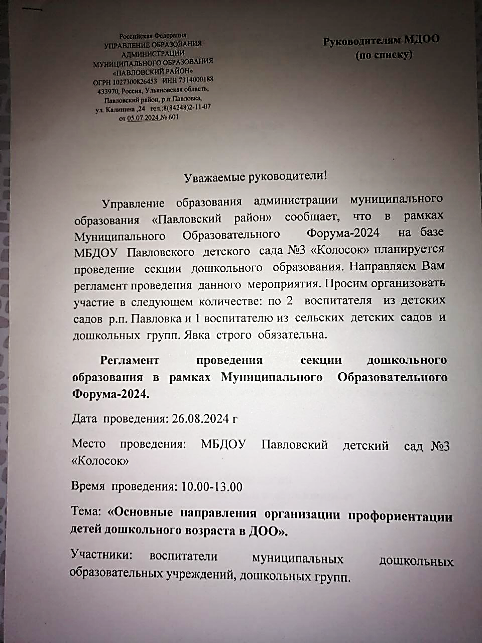 Российская Федерация
УПРАВЛЕНИЕ ОБРАЗОВАНИЯ
АДМИНИСТРАЦИИ
МУНИЦИПАЛЬНОГО ОБРАЗОВАНИЯ
«ПАВЛОВСКИЙ РАЙОН»
ОГРН 1027300826453 ИНН 7314000188
433970, Россия, Ульяновская область,
Павловский район, р.п. Павловка,
ул. Калинина ,24 тел.:8(84248)2-11-07
от 05.07.2024 № 601
Руководителям МДОО
(по списку)
Уважаемые руководители!
Управление образования администрации муниципального
образования «Павловский район» сообщает, что в рамках
Муниципального Образовательного Форума-2024 на базе
МБДОУ Павловского детского сада №3 «Колосок» планируется
проведение секции дошкольного образования. Направляем Вам
регламент проведения данного мероприятия. Просим организовать
участие в следующем количестве: по 2 воспитателя из детских
садов р.п. Павловка и 1 воспитателю из сельских детских садов и
дошкольных групп. Явка строго обязательна.
Регламент проведения секции дошкольного
образования в рамках Муниципального Образовательного
Форума-2024.
Дата проведения: 26.08.2024 г
Место проведения: МБДОУ Павловский детский сад №3
«Колосок»
Время проведения: 10.00-13.00
Тема: «Основные направления организации профориентации
детей дошкольного возраста в ДОО».
Участники: воспитатели муниципальных дошкольных
образовательных учреждений, дошкольных групп.